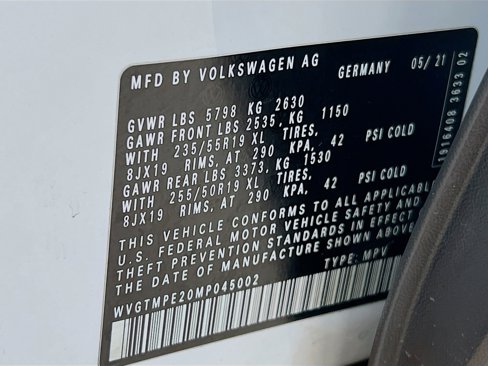 MFD BY VOLKSWAGEN AG GERMANY 05/21
GVWR LBS 5798 KG 2630
GAWR FRONT LBS 2535, KG 1150
WITH 235/55R19 XL TIRES,
8JX19 RIMS, AT 290 KPA, 42 PSI COLD
GAWR REAR LBS 3373, KG 1530
WITH 255/50R19 XL TIRES,
8JX19 RIMS, AT 290 KPA, 42 PSI COLD
THIS VEHICLE CONFORMS TO ALL APPLICABLE
U.S. FEDERAL MOTOR VEHICLE SAFETY AND
THEFT PREVENTION STANDARDS IN EFFECT
THE DATE OF MANUFACTURE SHOWN
WVGTMPE20MP045002 TYPE: MPV
1916408 3633 02